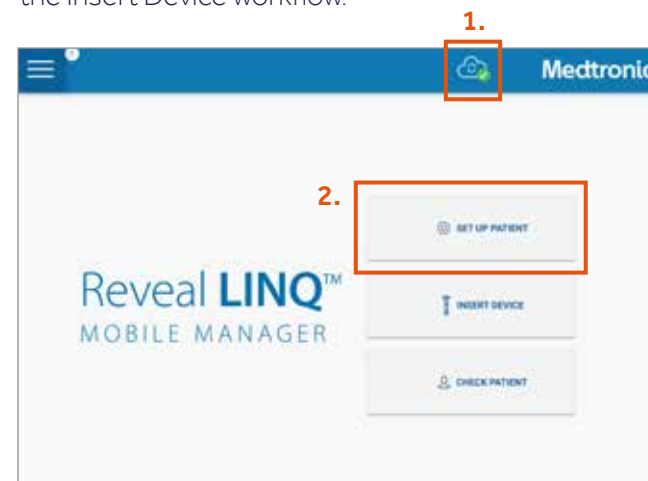 the Insert Device workflow.
1.
Medtronic
2.
SET UP PATIENT
Reveal LINQ™
INSERT DEVICE
MOBILE MANAGER
CHECK PATIENT